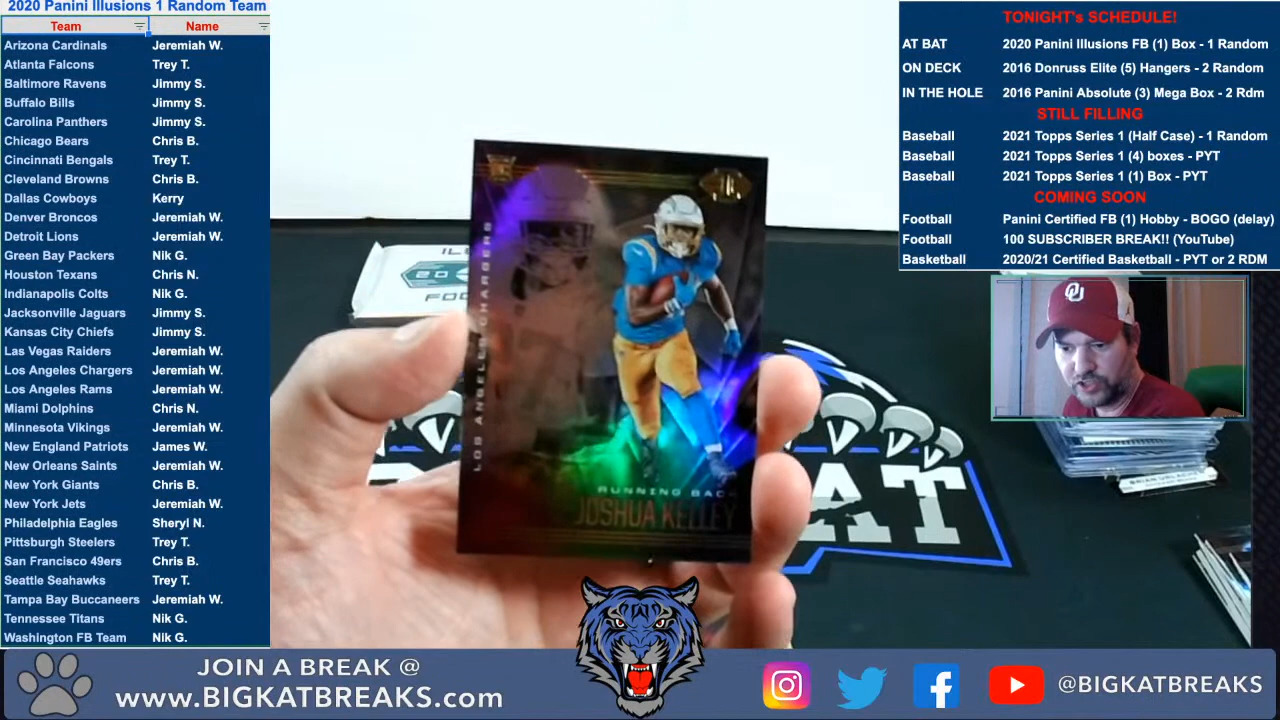 2020 Panini Illusions 1 Random Team
Team Name
Arizona Cardinals Jeremiah W.
Atlanta Falcons Trey T.
Baltimore Ravens Jimmy S.
Buffalo Bills Jimmy S.
Carolina Panthers Jimmy S.
Chicago Bears Chris B.
Cincinnati Bengals Trey T.
Cleveland Browns Chris B.
Dallas Cowboys Kerry
Denver Broncos Jeremiah W.
Detroit Lions Jeremiah W.
Green Bay Packers Nik G.
Houston Texans Chris N.
Indianapolis Colts Nik G.
Jacksonville Jaguars Jimmy S.
Kansas City Chiefs Jimmy S.
Las Vegas Raiders Jeremiah W.
Los Angeles Chargers Jeremiah W.
Los Angeles Rams Jeremiah W.
Miami Dolphins Chris N.
Minnesota Vikings Jeremiah W.
New England Patriots James W.
New Orleans Saints Jeremiah W.
New York Giants Chris B.
New York Jets Jeremiah W.
Philadelphia Eagles Sheryl N.
Pittsburgh Steelers Trey T.
San Francisco 49ers Chris B.
Seattle Seahawks Trey T.
Tampa Bay Buccaneers Jeremiah W.
Tennessee Titans Nik G.
Washington FB Team Nik G.
LOS ANGELES CHARGERS
RUNNING BACK
JOSHUA KELLEY
TONIGHT's SCHEDULE!
AT BAT 2020 Panini Illusions FB (1) Box - 1 Random
ON DECK 2016 Donruss Elite (5) Hangers - 2 Random
IN THE HOLE 2016 Panini Absolute (3) Mega Box - 2 Rdm
STILL FILLING
Baseball 2021 Topps Series 1 (Half Case) - 1 Random
Baseball 2021 Topps Series 1 (4) boxes - PYT
Baseball 2021 Topps Series 1 (1) Box - PYT
COMING SOON
Football Panini Certified FB (1) Hobby - BOGO (delay)
Football 100 SUBSCRIBER BREAK!! (YouTube)
Basketball 2020/21 Certified Basketball - PYT or 2 RDM
OU
JOIN A BREAK @
www.BIGKATBREAKS.com
@BIGKATBREAKS